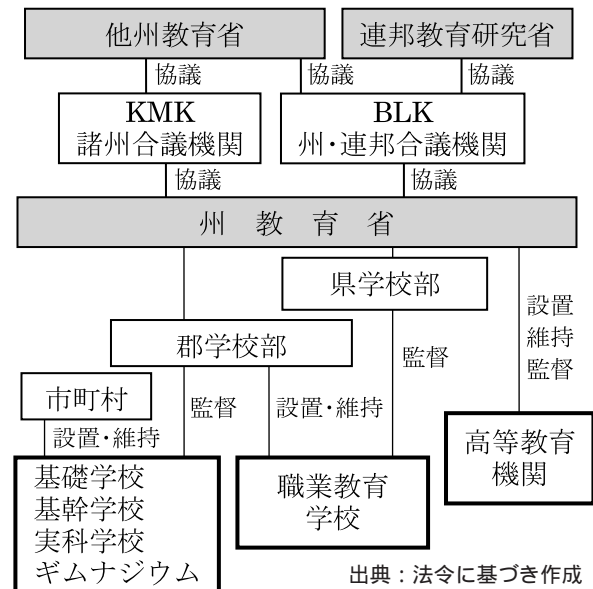 他州教育省
連邦教育研究省
協議
協議
協議
KMK
諸州合議機関
BLK
州・連邦合議機関
協議
協議
州教育省
県学校部
設置
維持
監督
郡学校部
監督
市町村
監督
設置・維持
設置・維持
高等教育
機関
基礎学校
基幹学校
実科学校
ギムナジウム
職業教育
学校
出典：法令に基づき作成